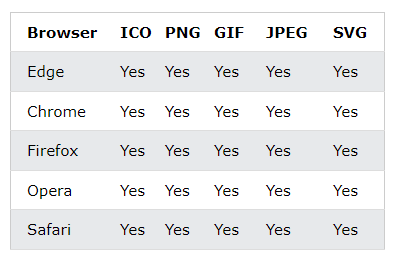 Browser ICO PNG GIF JPEG SVG
Edge Yes Yes Yes Yes Yes
Chrome Yes Yes Yes Yes Yes
Firefox Yes Yes Yes Yes Yes
Opera Yes Yes Yes Yes Yes
Safari Yes Yes Yes Yes Yes